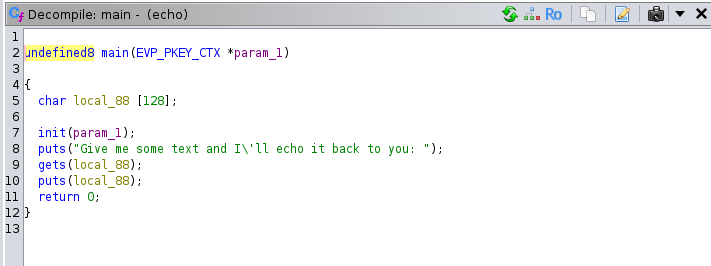 Decompile: main - (echo)
Ro
1
2 undefined8 main(EVP_PKEY_CTX *param_1)
3
4 {
5 char local_88 [128];
6
7 init(param_1);
8 puts("Give me some text and I\'ll echo it back to you: ");
9 gets(local_88);
10 puts(local_88);
11 return 0;
12 }
13